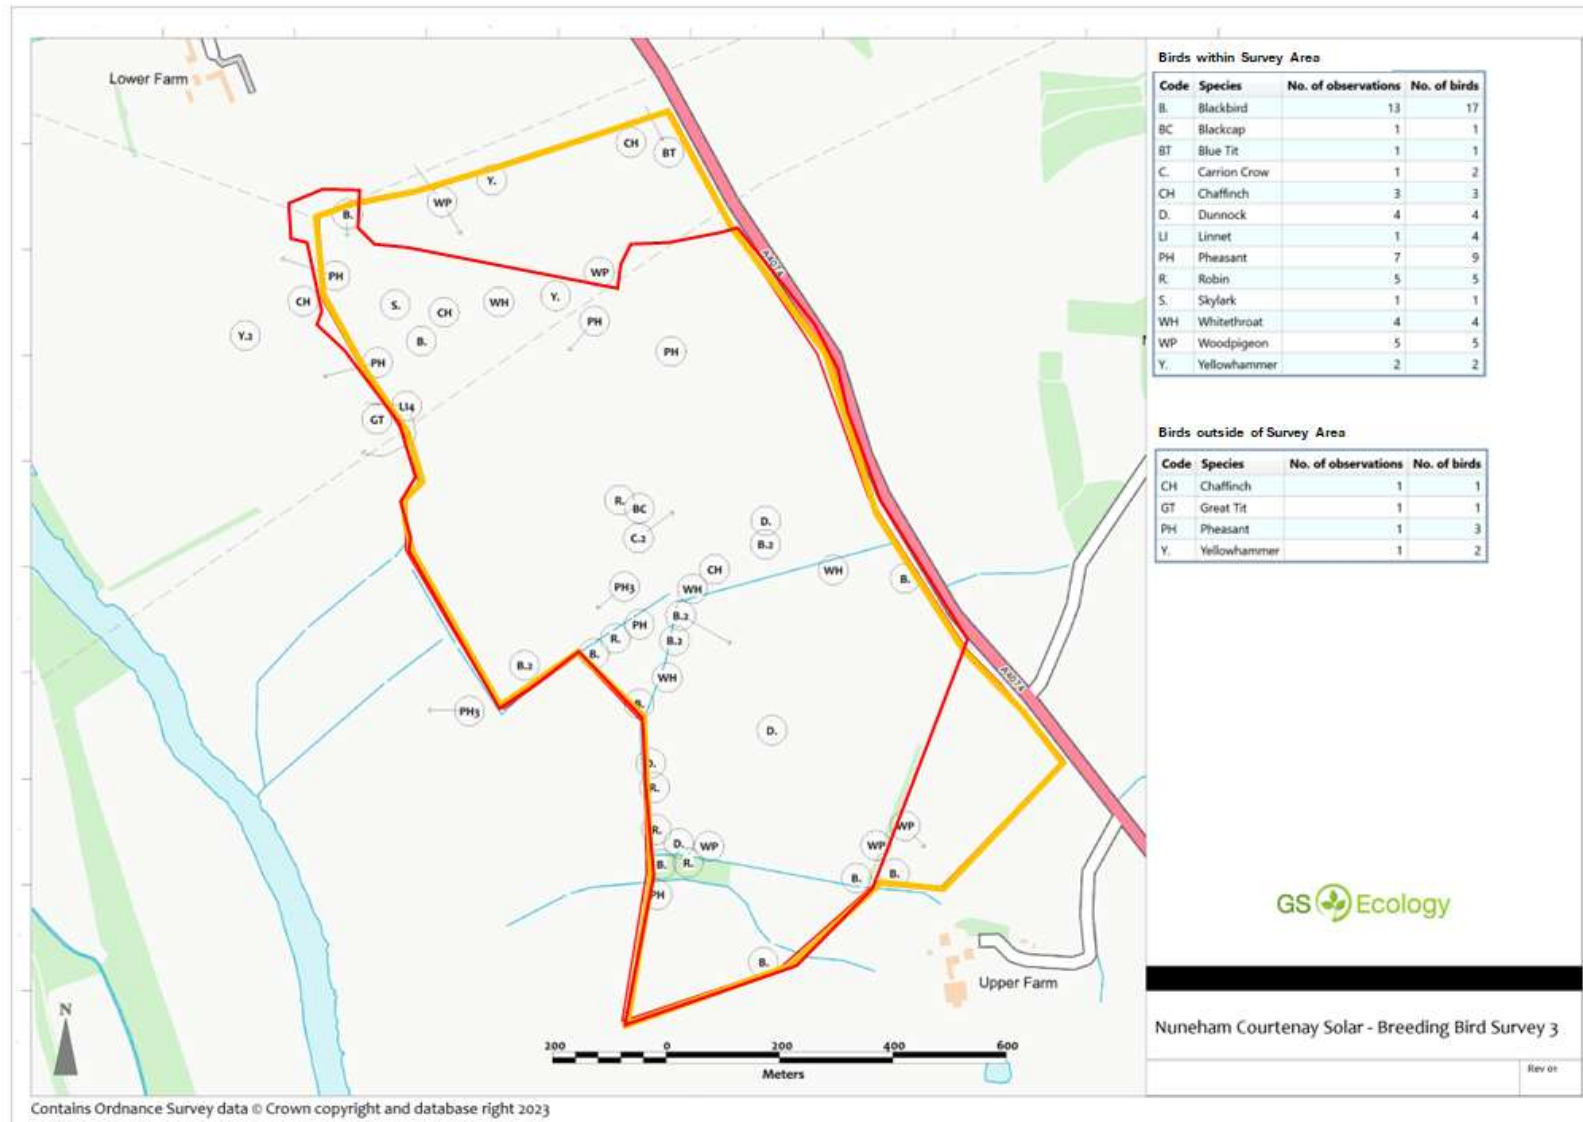 Lower Farm
CH
BT
Y.
WP
B.
A4074
PH
WP
CH
S.
CH
WH
Y.
PH
Y.2
B.
PH
PH
LI4
GT
R.
BC
D.
C.2
B.2
CH
WH
B.
PH3
WH
B.2
PH
R.
B.2
B.
B.2
WH
A4074
B.
PH3
D.
D.
R.
R.
D.
WP
WP
WP
B.
R.
B.
B.
PH
B.
Upper Farm
N
200 0 200 400 600
Meters
Contains Ordnance Survey data © Crown copyright and database right 2023
Birds within Survey Area
Code Species No. of observations No. of birds
B. Blackbird 13 17
BC Blackcap 1 1
BT Blue Tit 1 1
C. Carrion Crow 1 2
CH Chaffinch 3 3
D. Dunnock 4 4
LI Linnet 1 4
PH Pheasant 7 9
R. Robin 5 5
S. Skylark 1 1
WH Whitethroat 4 4
WP Woodpigeon 5 5
Y. Yellowhammer 2 2
Birds outside of Survey Area
Code Species No. of observations No. of birds
CH Chaffinch 1 1
GT Great Tit 1 1
PH Pheasant 1 3
Y. Yellowhammer 1 2
GS Ecology
Nuneham Courtenay Solar - Breeding Bird Survey 3
Rev 01